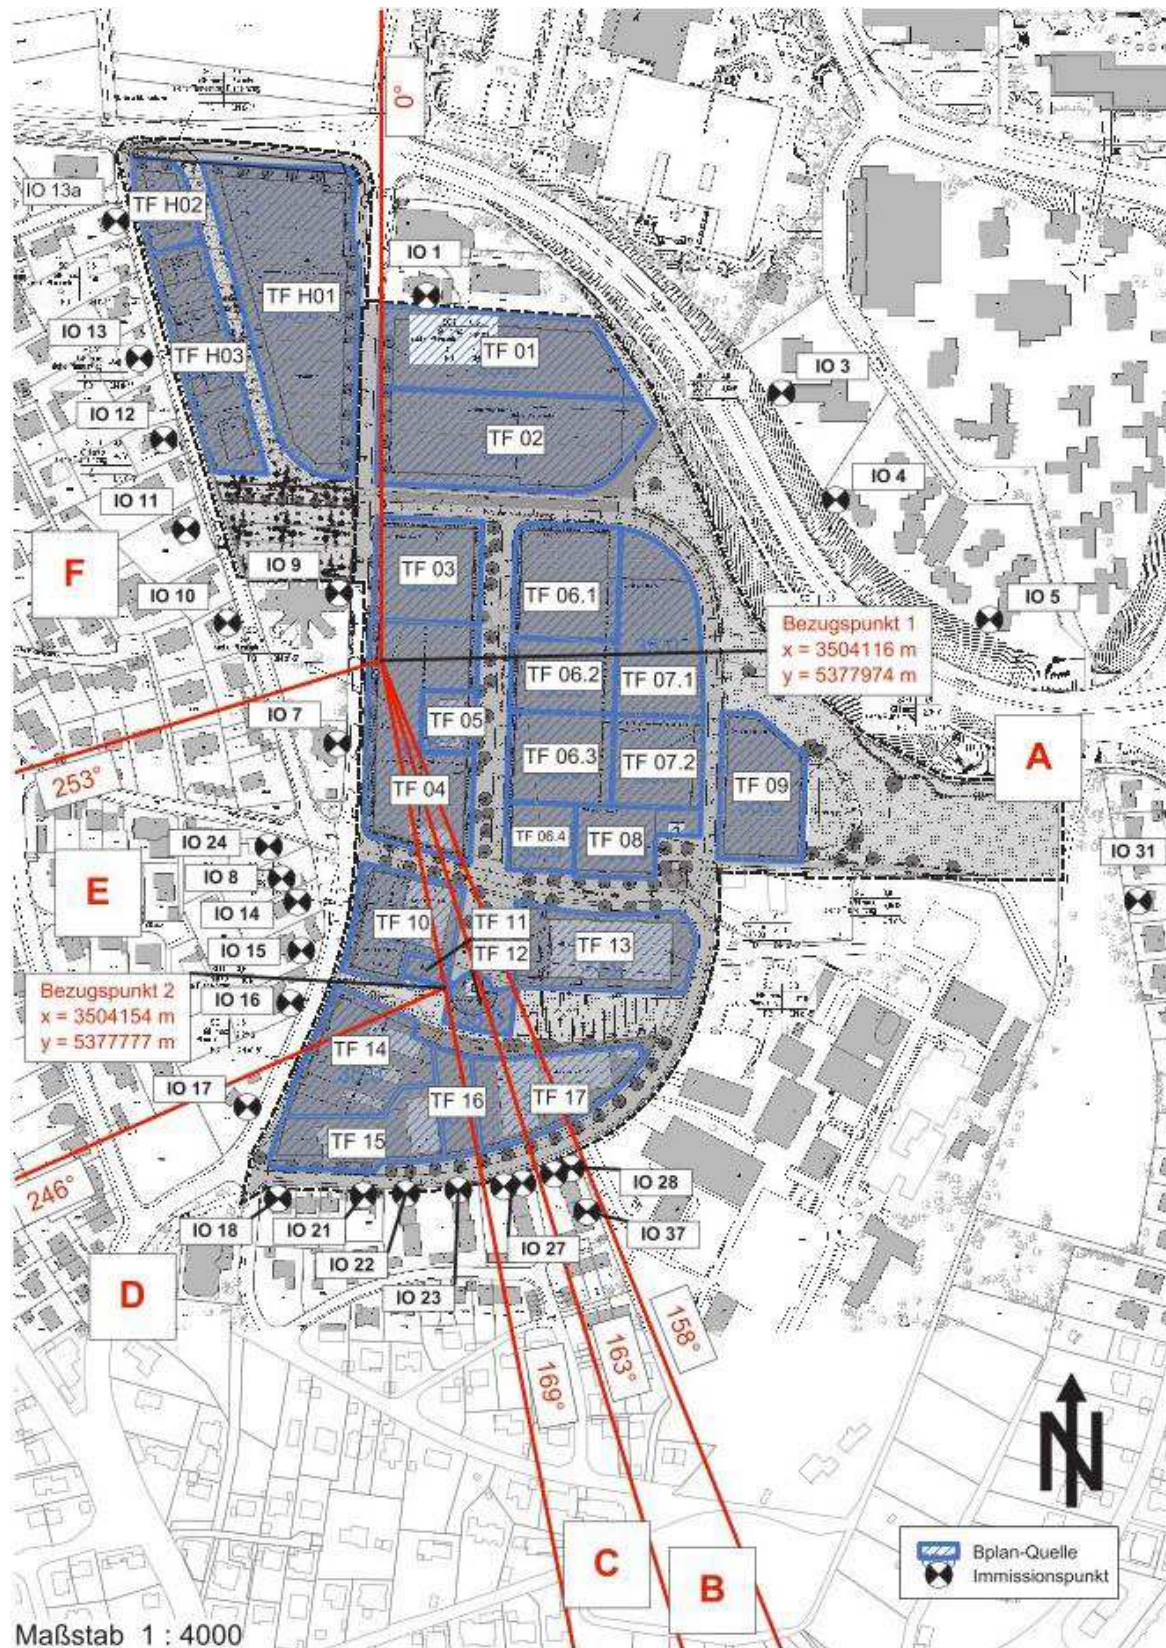 0°
IO 13a
TF H02
IO 1
TF H01
IO 13
TF H03
TF 01
IO 3
IO 12
TF 02
IO 4
IO 11
F
IO 9
TF 03
IO 10
TF 06.1
IO 5
Bezugspunkt 1
x = 3504116 m
y = 5377974 m
TF 06.2
TF 07.1
IO 7
TF 05
253°
TF 04
TF 06.3
TF 07.2
TF 09
A
IO 24
TF 06.4
TF 08
IO 31
E
IO 8
IO 14
TF 10
TF 11
IO 15
TF 12
TF 13
Bezugspunkt 2
x = 3504154 m
y = 5377777 m
IO 16
TF 14
IO 17
TF 16
TF 17
TF 15
246°
IO 28
IO 18
IO 21
IO 27
IO 37
IO 22
IO 23
D
158°
163°
169°
N
C
B
Bplan-Quelle
Immissionspunkt
Maßstab 1 : 4000